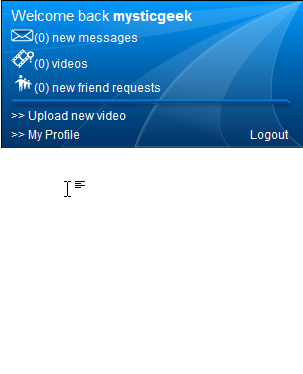 Welcome back mysticgeek
(0) new messages
(0) videos
(0) new friend requests
>> Upload new video
>> My Profile Logout